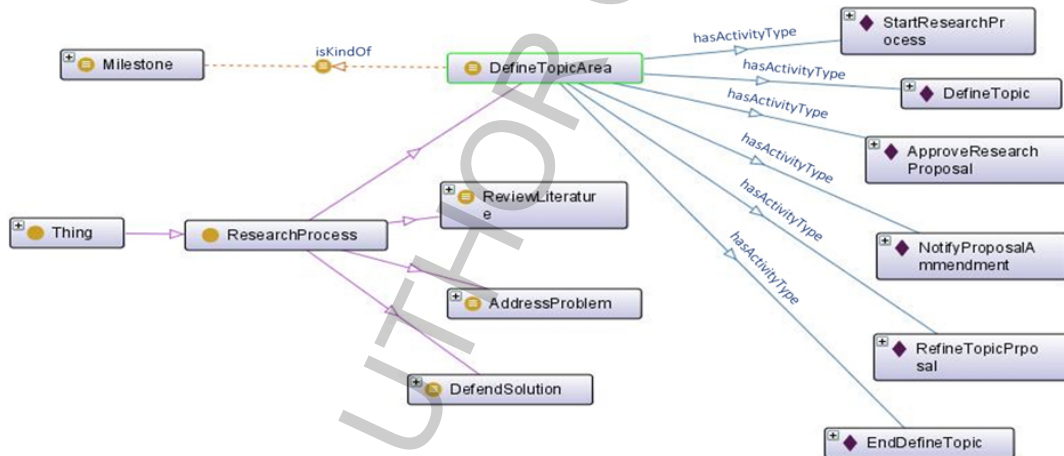 StartResearchPr
ocess
hasActivityType
isKindOf
Milestone
DefineTopicArea
hasActivityType
DefineTopic
hasActivityType
ApproveResearch
Proposal
hasActivityType
ReviewLiteratur
e
hasActivityType
Thing
ResearchProcess
NotifyProposalA
mmendment
hasActivityType
AddressProblem
RefineTopicPrpo
sal
DefendSolution
EndDefineTopic
UTHOR